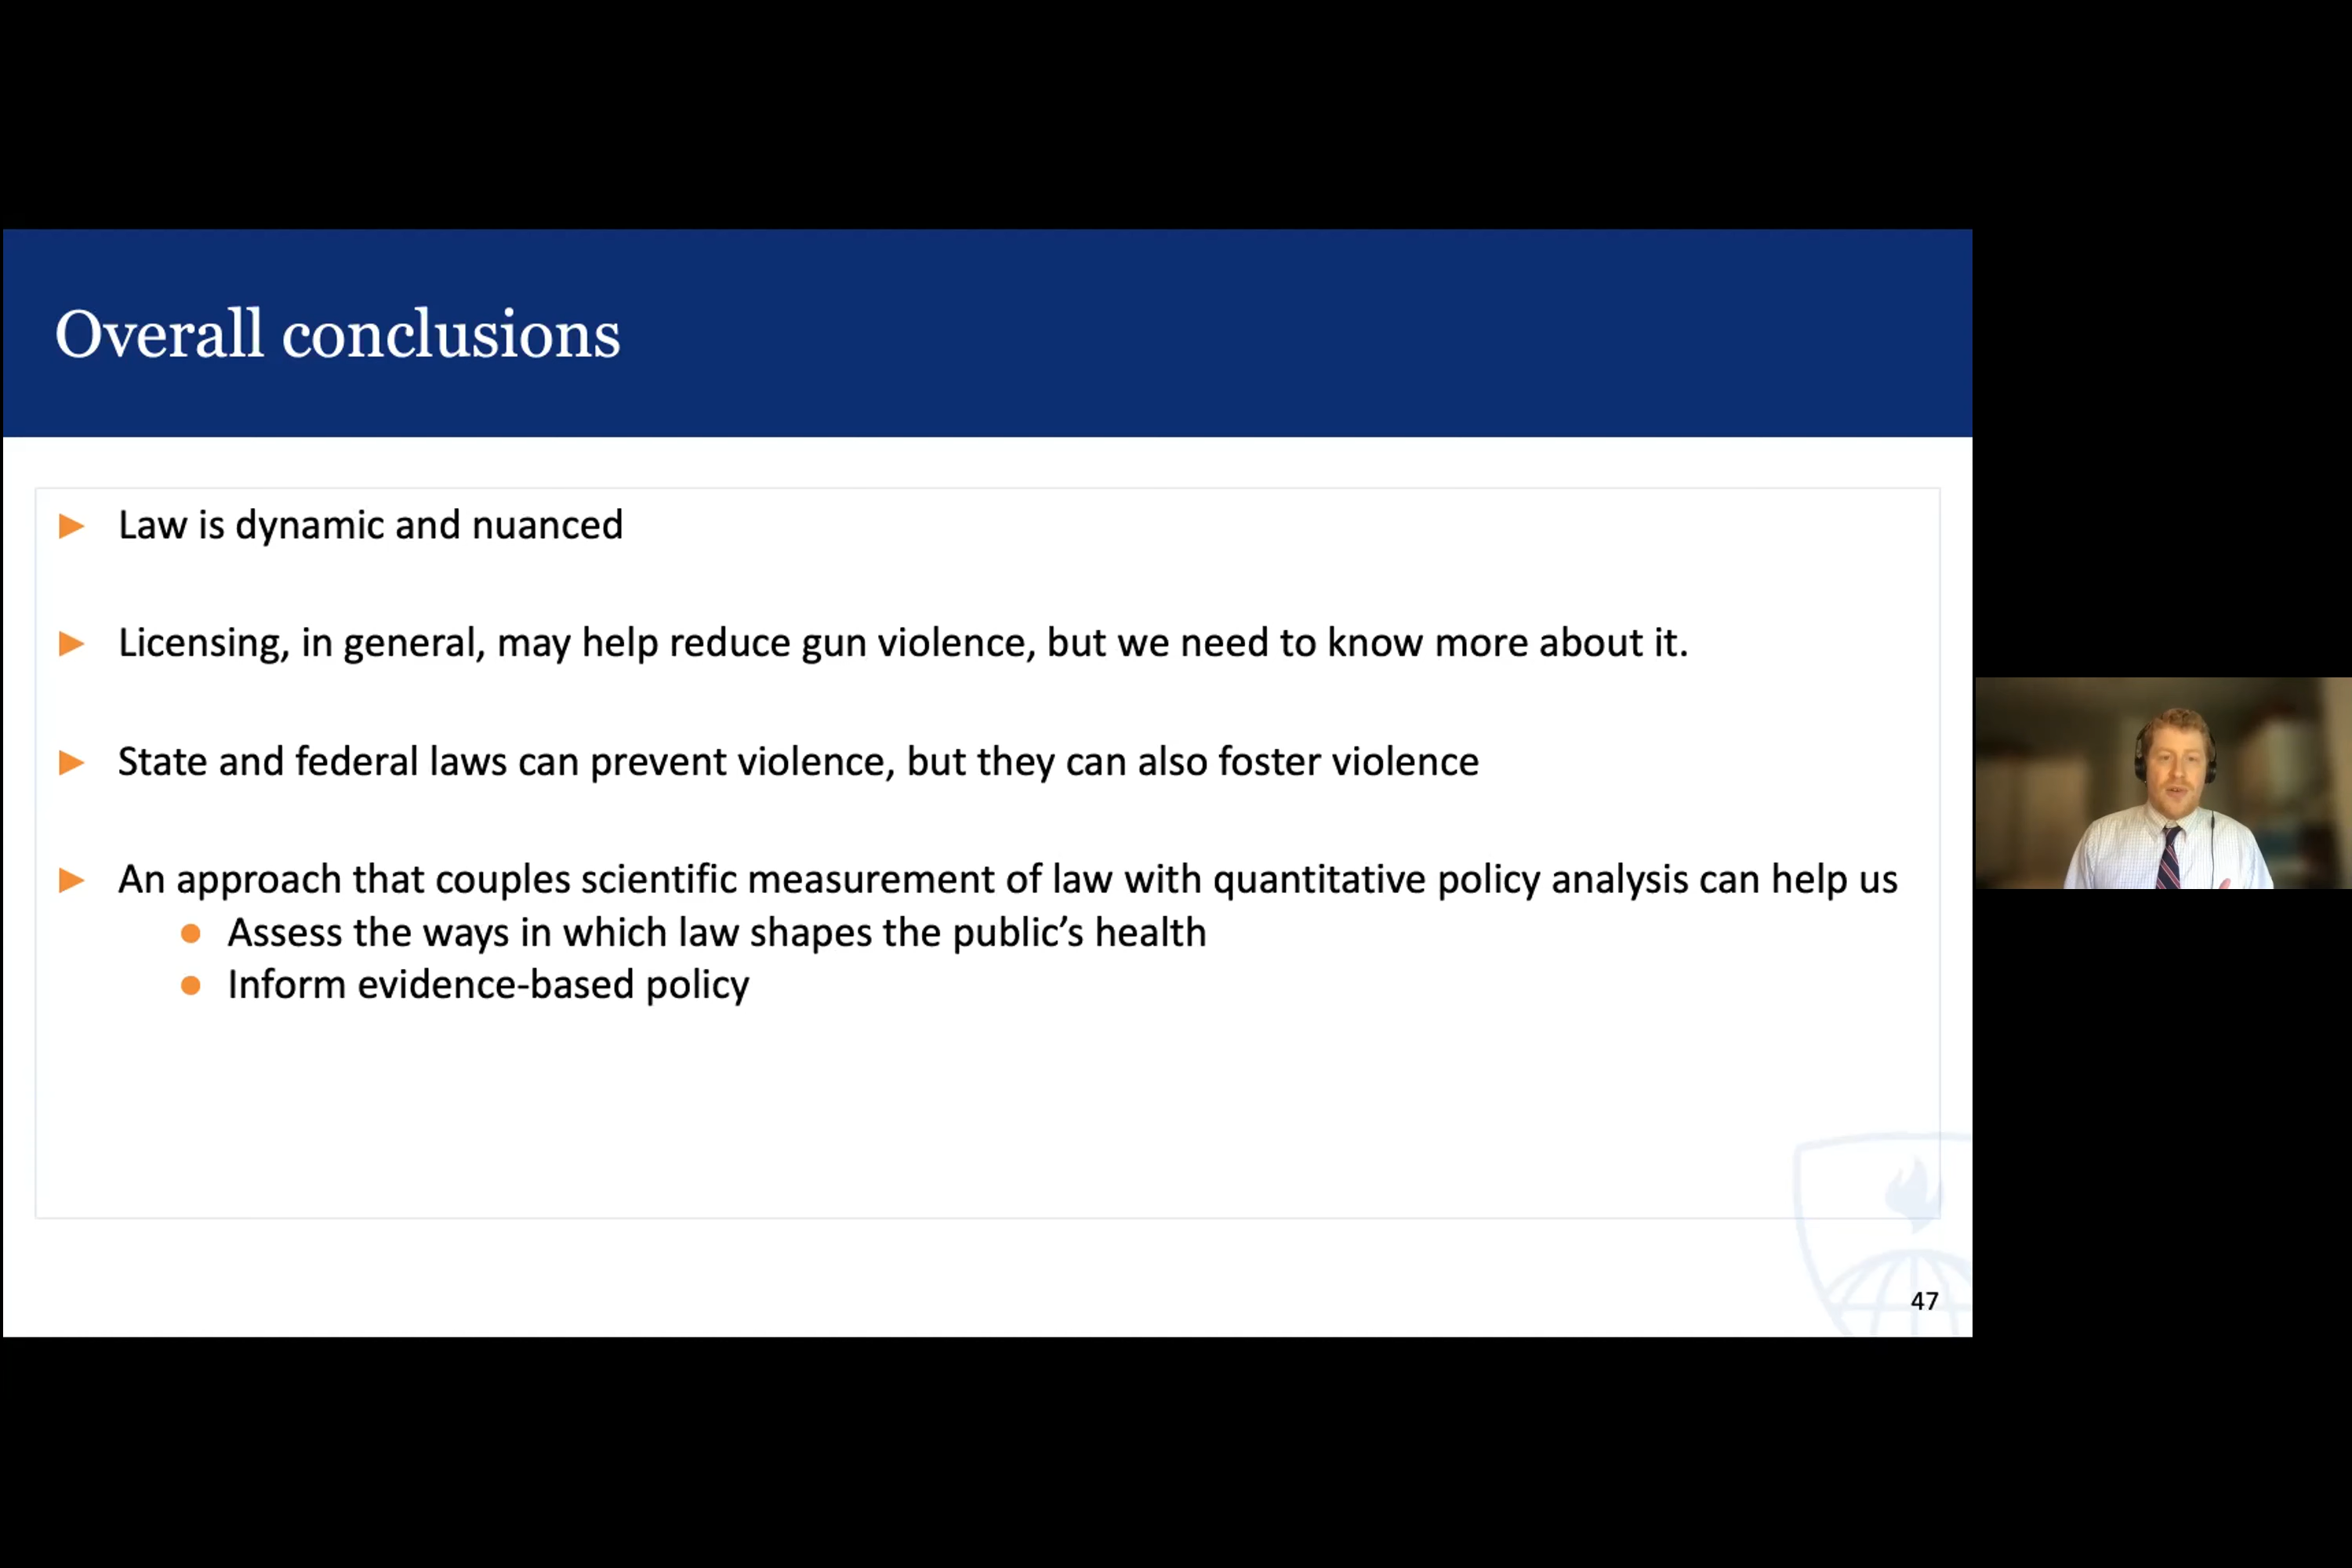 Overall conclusions
Law is dynamic and nuanced
Licensing, in general, may help reduce gun violence, but we need to know more about it.
State and federal laws can prevent violence, but they can also foster violence
An approach that couples scientific measurement of law with quantitative policy analysis can help us
Assess the ways in which law shapes the public’s health
Inform evidence-based policy
47